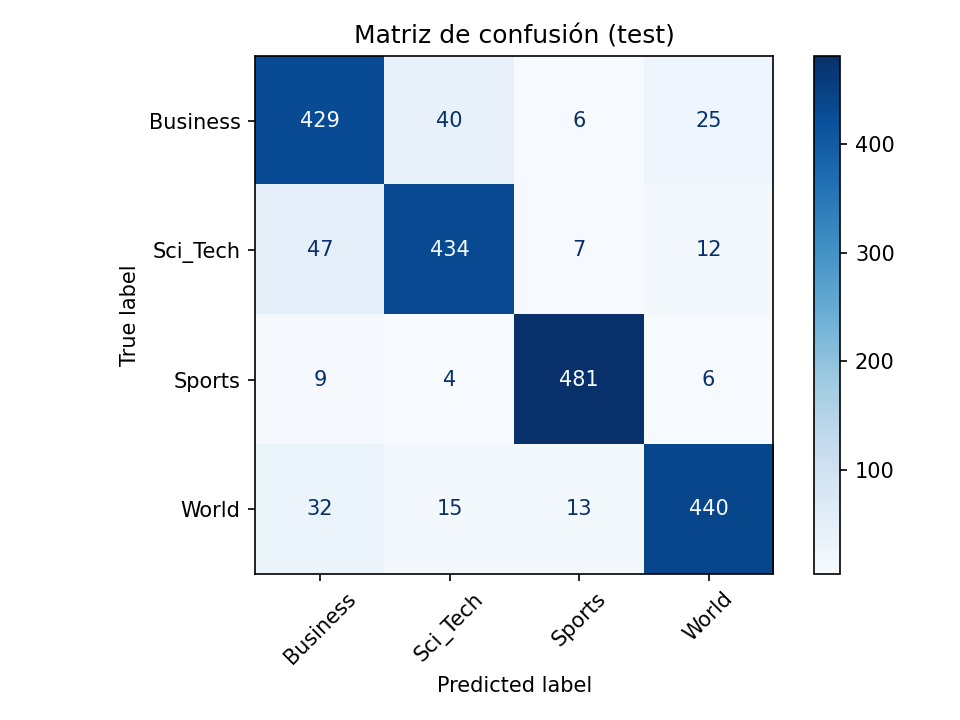 Matriz de confusión (test)
Business 429 40 6 25
400
Sci_Tech 47 434 7 12
300
True label
Sports 9 4 481 6
200
World 32 15 13 440
100
Business Sci_Tech Sports World
Predicted label